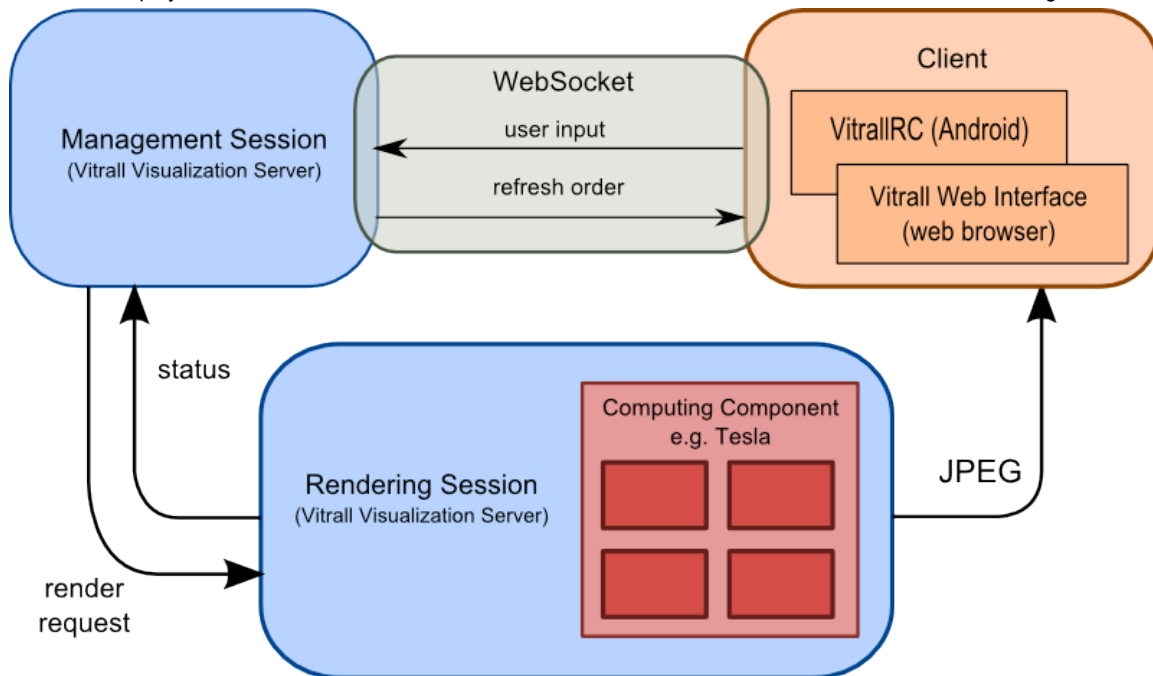 WebSocket
user input
refresh order
Management Session
(Vitrall Visualization Server)
Client
VitrallRC (Android)
Vitrall Web Interface
(web browser)
status
render
request
Rendering Session
(Vitrall Visualization Server)
Computing Component
e.g. Tesla
JPEG